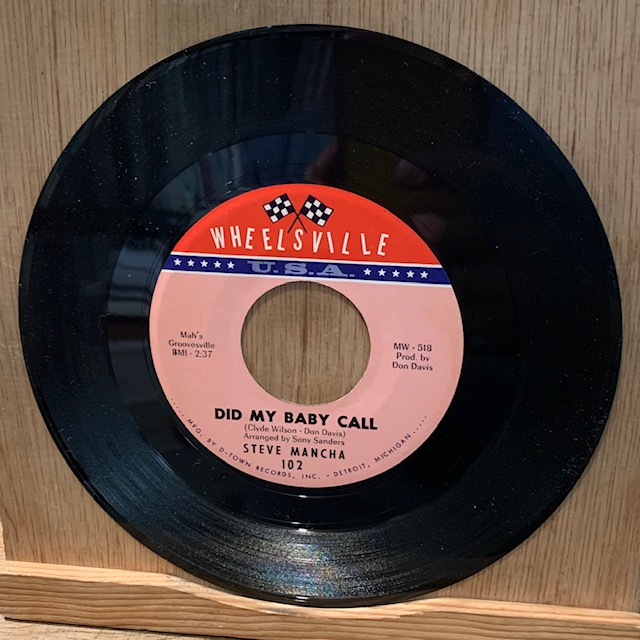 WHEELSVILLE
U.S.A.
Mah's
Groovesville
BMI - 2:37
MW - 518
Prod. by
Don Davis
DID MY BABY CALL
(Clyde Wilson - Don Davis)
Arranged by Sony Sanders
STEVE MANCHA
102
.....MFG. BY D-TOWN RECORDS, INC. - DETROIT, MICHIGAN.....